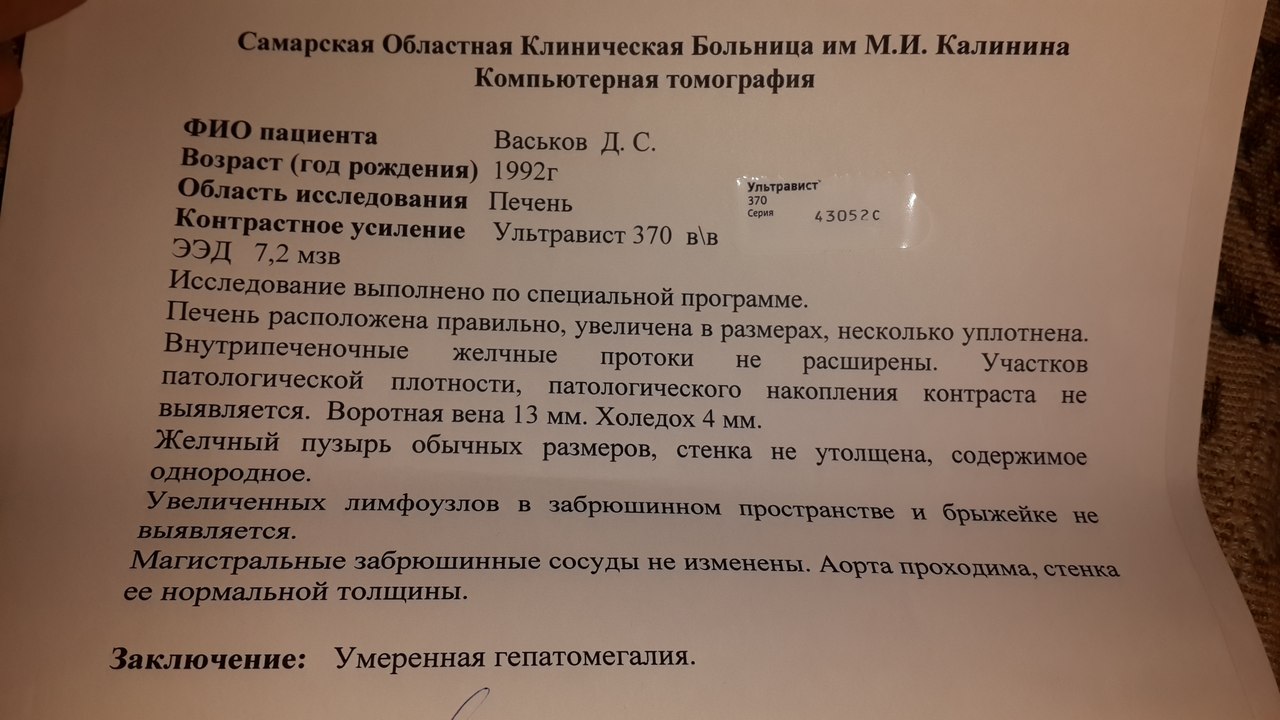 Самарская Областная Клиническая Больница им М.И. Калинина
Компьютерная томография
ФИО пациента Васьков Д. С.
Возраст (год рождения) 1992г
Область исследования Печень
Контрастное усиление Ультравист 370 в\в
Ультравист
370
Серия 43052C
ЭЭД 7,2 мзв
Исследование выполнено по специальной программе.
Печень расположена правильно, увеличена в размерах, несколько уплотнена.
Внутрипеченочные желчные протоки не расширены. Участков
патологической плотности, патологического накопления контраста не
выявляется. Воротная вена 13 мм. Холедох 4 мм.
Желчный пузырь обычных размеров, стенка не утолщена, содержимое
однородное.
Увеличенных лимфоузлов в забрюшинном пространстве и брыжейке не
выявляется.
Магистральные забрюшинные сосуды не изменены. Аорта проходима, стенка
ее нормальной толщины.
Заключение: Умеренная гепатомегалия.